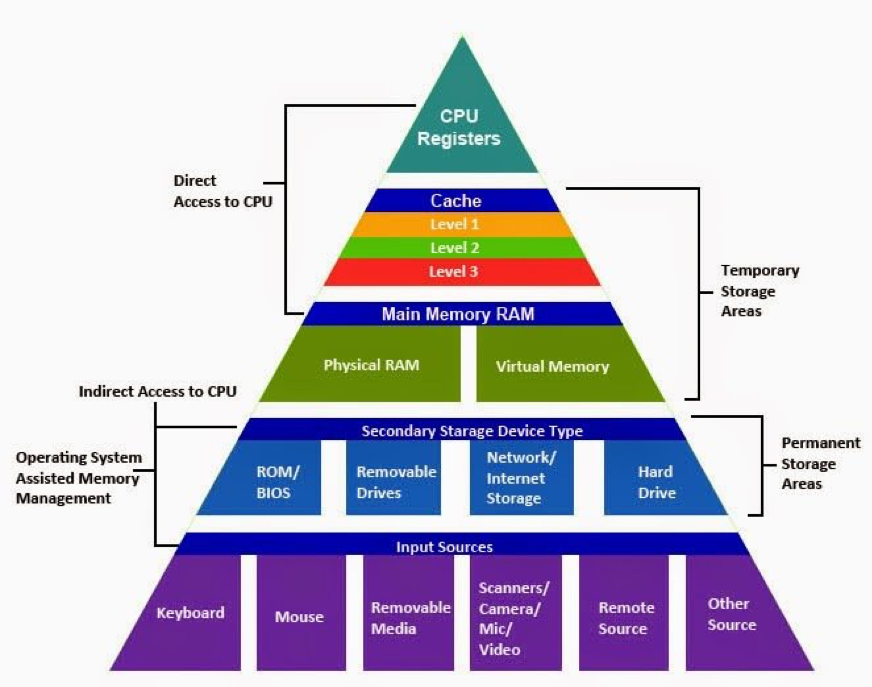 CPU
Registers
Direct
Access to CPU
Cache
Level 1
Level 2
Level 3
Temporary
Storage
Areas
Main Memory RAM
Physical RAM
Virtual Memory
Indirect Access to CPU
Operating System
Assisted Memory
Management
Secondary Starage Device Type
ROM/
BIOS
Removable
Drives
Network/
Internet
Storage
Hard
Drive
Permanent
Storage
Areas
Input Sources
Keyboard
Mouse
Removable
Media
Scanners/
Camera/
Mic/
Video
Remote
Source
Other
Source